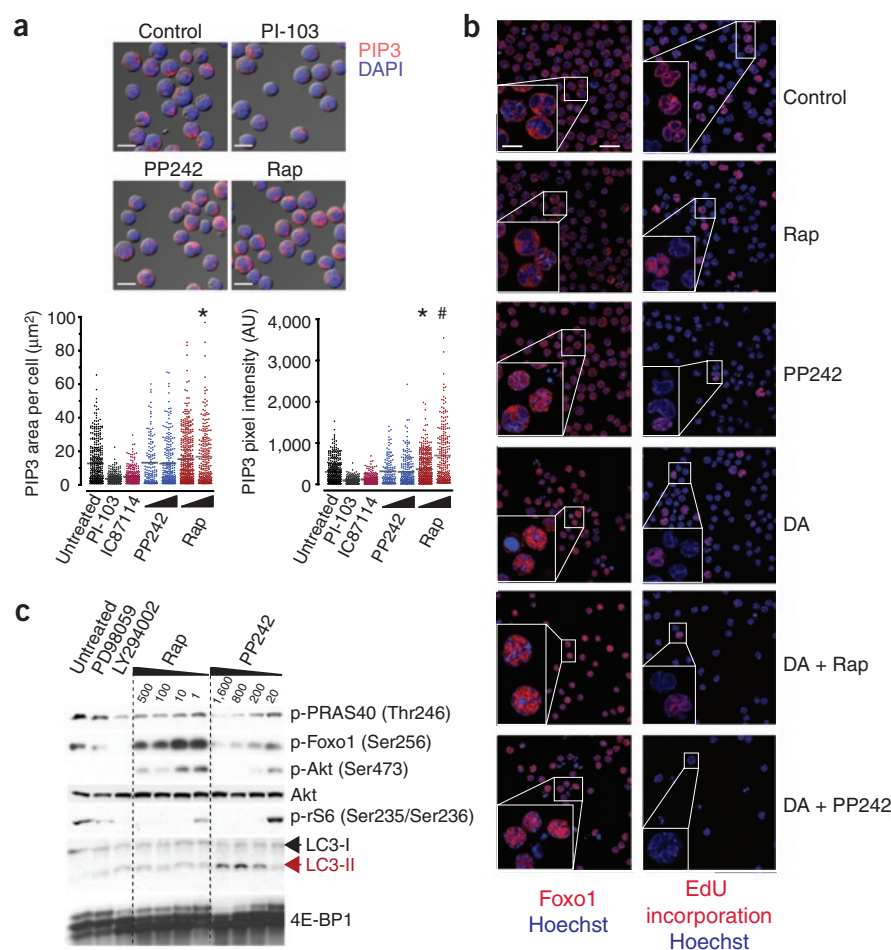 a
Control
PI-103
PIP3
DAPI
PP242
Rap
PIP3 area per cell (μm²)
100
80
60
40
20
0
*
Untreated
PI-103
IC87114
PP242
Rap
PIP3 pixel intensity (AU)
4,000
3,000
2,000
1,000
0
*
#
Untreated
PI-103
IC87114
PP242
Rap
b
Control
Rap
PP242
DA
DA + Rap
DA + PP242
Foxo1
Hoechst
EdU
incorporation
Hoechst
c
Untreated
PD98059
LY294002
Rap
PP242
500
100
10
1
1,600
800
200
20
p-PRAS40 (Thr246)
p-Foxo1 (Ser256)
p-Akt (Ser473)
Akt
p-rS6 (Ser235/Ser236)
LC3-I
LC3-II
4E-BP1